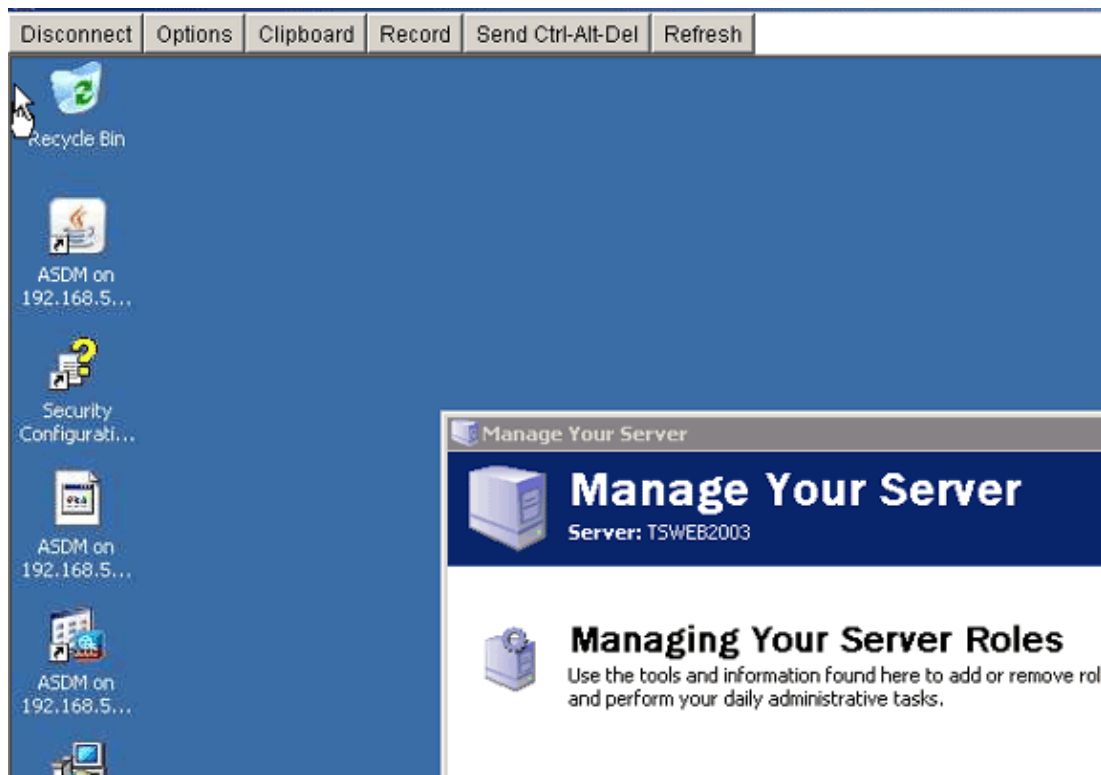 Disconnect Options Clipboard Record Send Ctrl-Alt-Del Refresh
Recycle Bin
ASDM on
192.168.5...
Security
Configurati...
ASDM on
192.168.5...
ASDM on
192.168.5...
Manage Your Server
Manage Your Server
Server: TSWEB2003
Managing Your Server Roles
Use the tools and information found here to add or remove rol
and perform your daily administrative tasks.